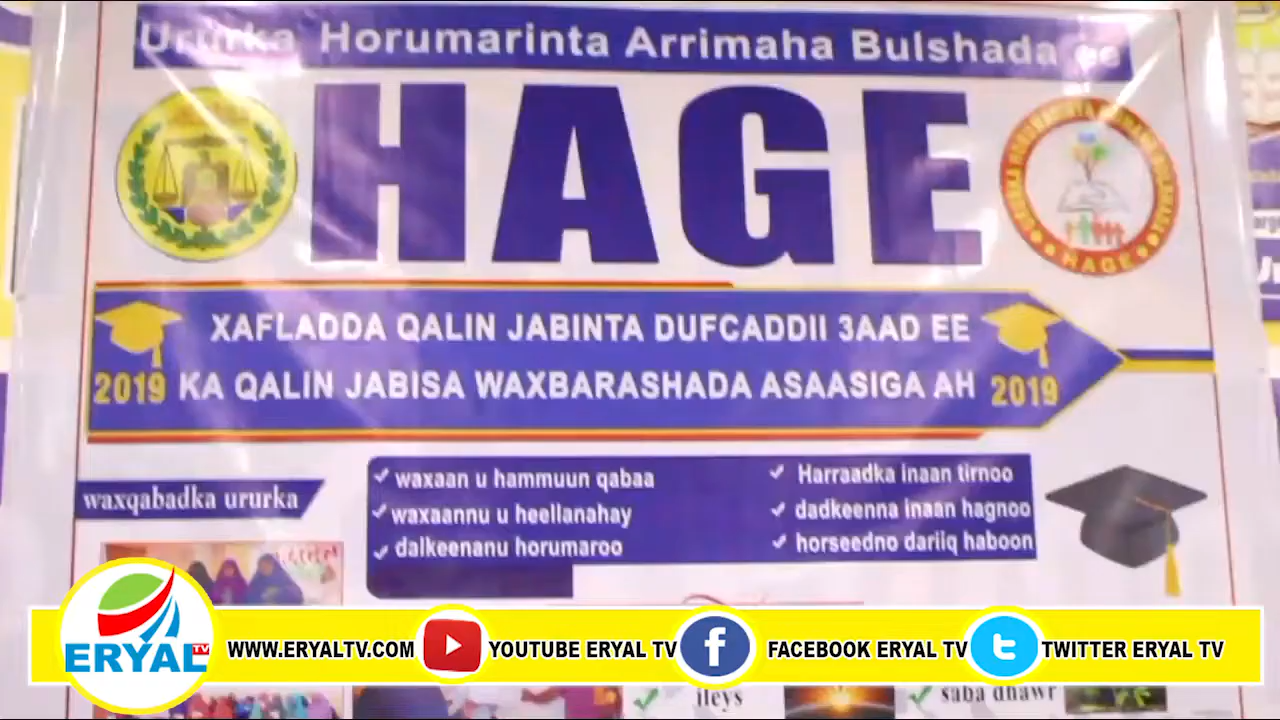 Ururka Horumarinta Arrimaha Bulshada ee
HAGE
HAGE
XAFLADDA QALIN JABINTA DUFCADDII 3AAD EE
2019 KA QALIN JABISA WAXBARASHADA ASAASIGA AH 2019
waxqabadka ururka
waxaan u hammuun qabaa
waxaannu u heellanahay
dalkeenanu horumaroo
Harraadka inaan tirnoo
dadkeenna inaan hagnoo
horseedno dariiq haboon
ERYAL TV
WWW.ERYALTV.COM
YOUTUBE ERYAL TV
FACEBOOK ERYAL TV
TWITTER ERYAL TV
ileys
saba dhawr